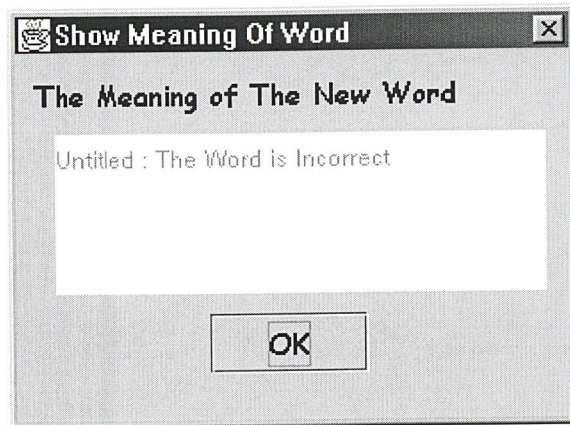 Show Meaning Of Word
The Meaning of The New Word
Untitled : The Word is Incorrect
OK